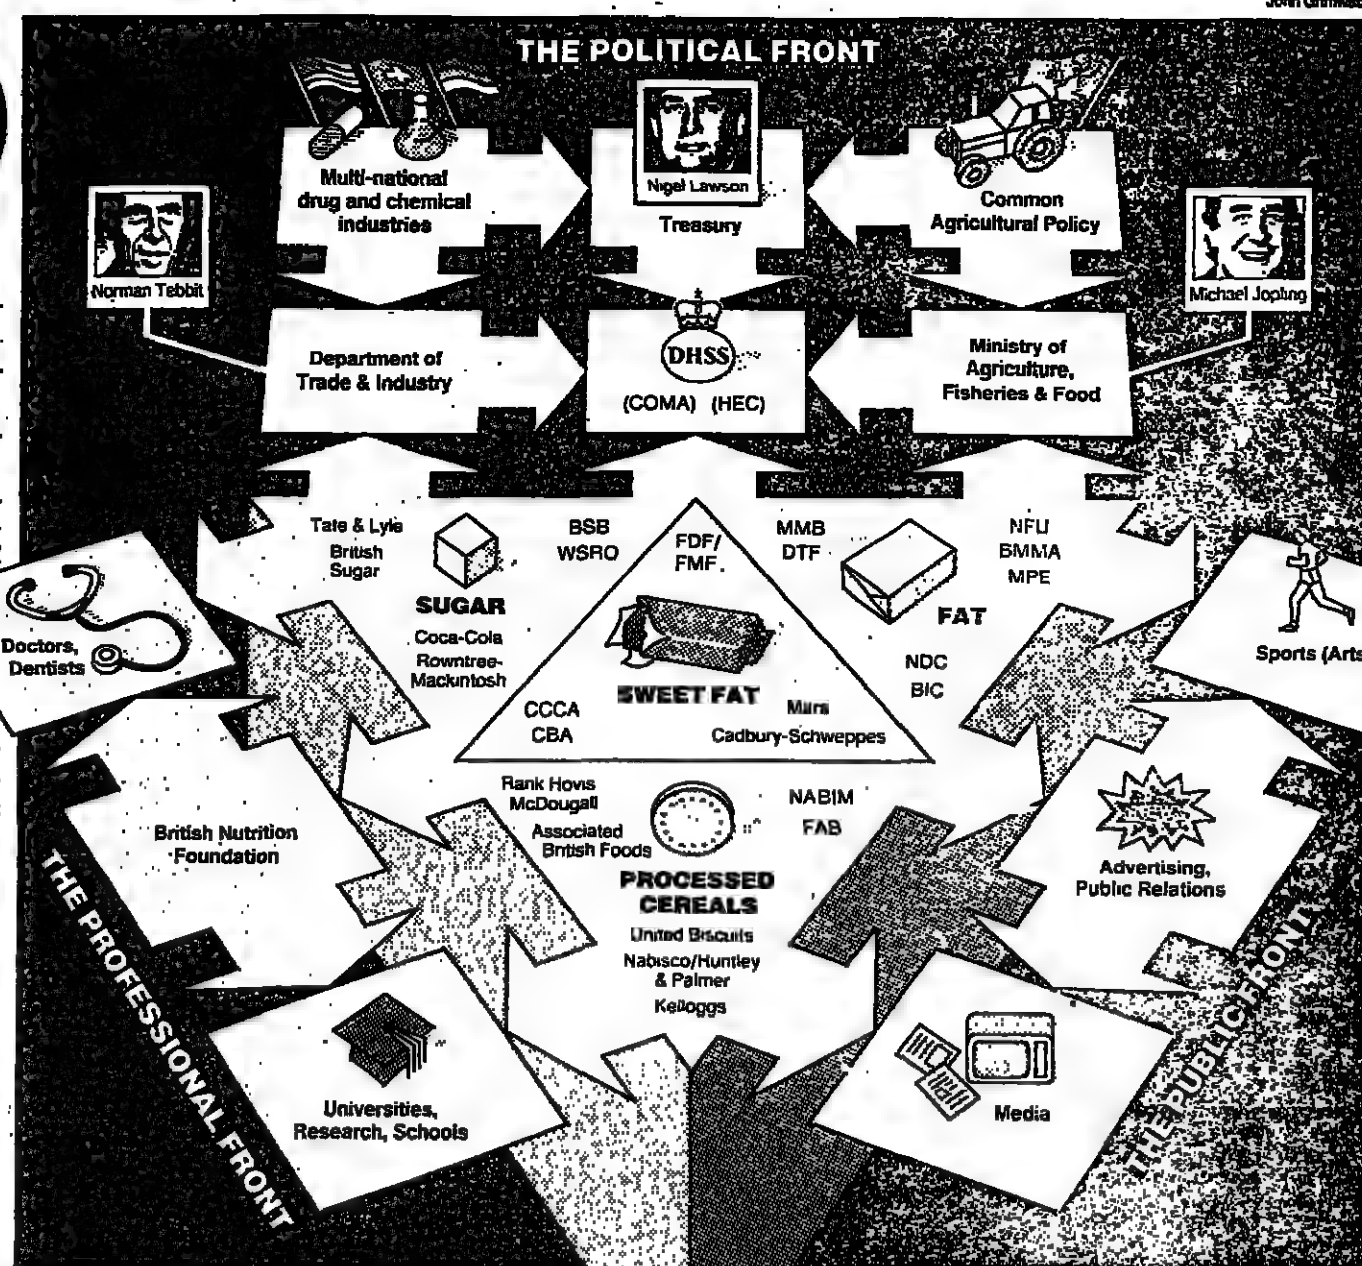 John Grimwade
THE POLITICAL FRONT
Multi-national
drug and chemical
industries
Nigel Lawson
Treasury
Common
Agricultural Policy
Norman Tebbit
Michael Jopling
Department of
Trade & Industry
DHSS
(COMA) (HEC)
Ministry of
Agriculture,
Fisheries & Food
Tate & Lyle
British
Sugar
SUGAR
Coca-Cola
Rowntree-
Mackintosh
BSB
WSRO
FDF/
FMF
SWEET FAT
CCCA
CBA
Mars
Cadbury-Schweppes
MMB
DTF
FAT
NFU
BMMA
MPE
NDC
BIC
Doctors,
Dentists
Sports (Arts
British Nutrition
Foundation
Rank Hovis
McDougall
Associated
British Foods
NABIM
FAB
PROCESSED
CEREALS
United Biscuits
Nabisco/Huntley
& Palmer
Kelloggs
Advertising,
Public Relations
THE PROFESSIONAL FRONT
Universities,
Research, Schools
Media
THE PUBLIC FRONT